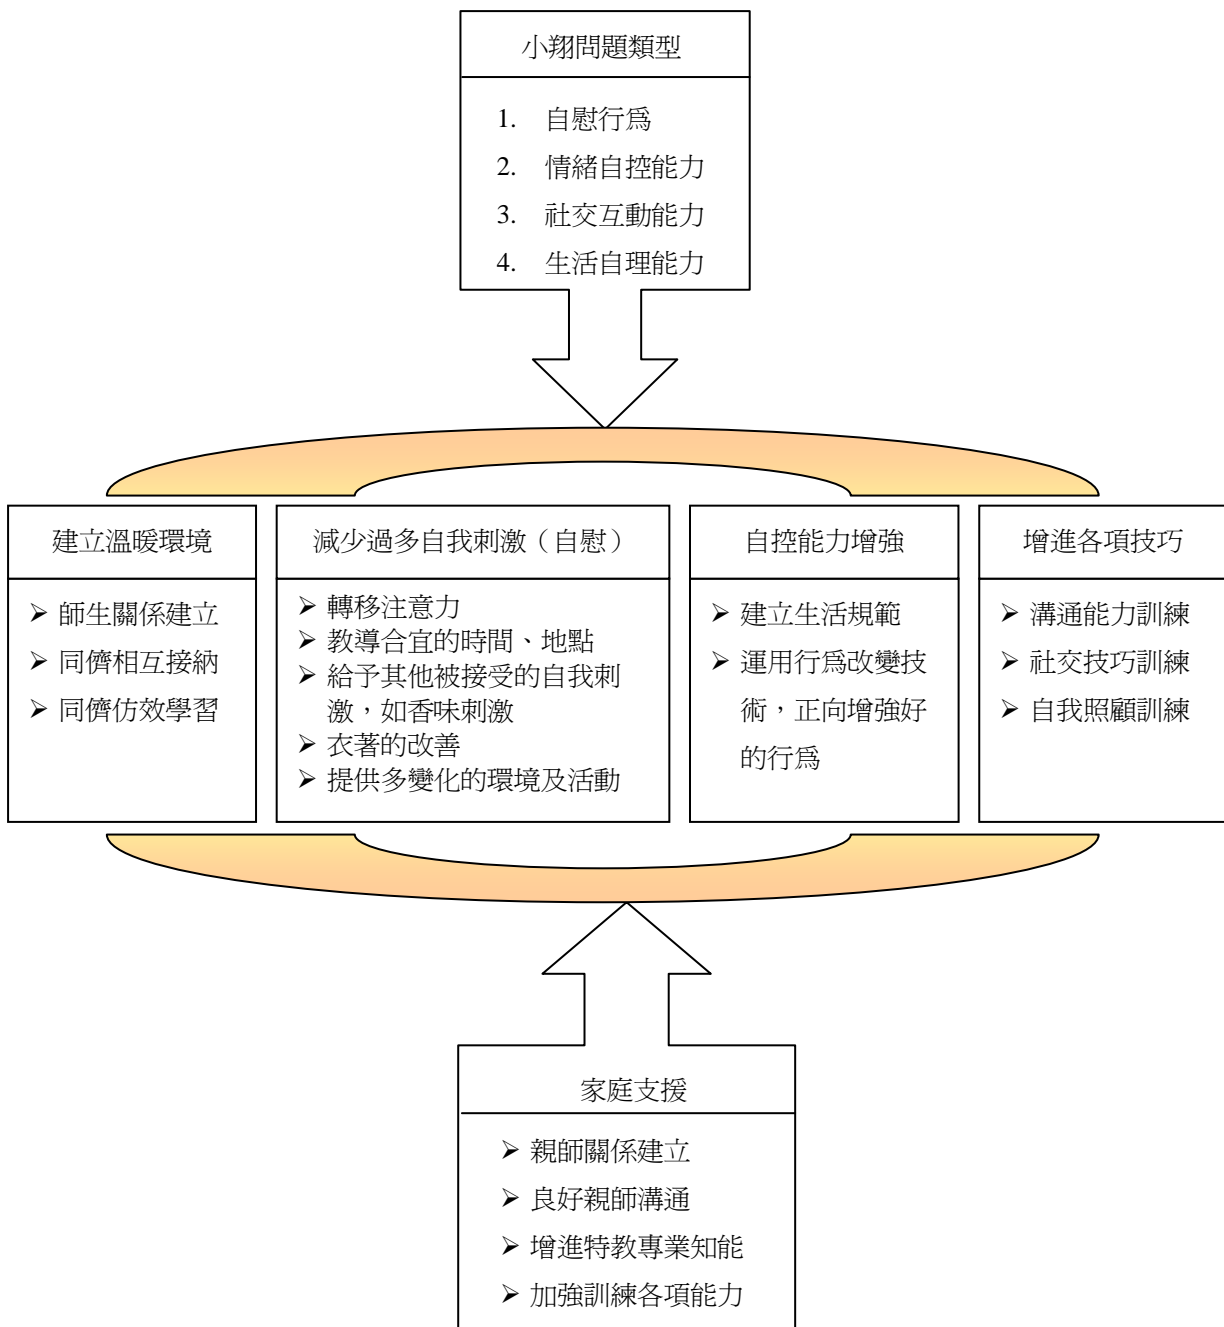 小翔問題類型
1. 自慰行為
2. 情緒自控能力
3. 社交互動能力
4. 生活自理能力
建立溫暖環境
➢ 師生關係建立
➢ 同儕相互接納
➢ 同儕仿效學習
減少過多自我刺激（自慰）
➢ 轉移注意力
➢ 教導合宜的時間、地點
➢ 給予其他被接受的自我刺
激，如香味刺激
➢ 衣著的改善
➢ 提供多變化的環境及活動
自控能力增強
➢ 建立生活規範
➢ 運用行為改變技
術，正向增強好
的行為
增進各項技巧
➢ 溝通能力訓練
➢ 社交技巧訓練
➢ 自我照顧訓練
家庭支援
➢ 親師關係建立
➢ 良好親師溝通
➢ 增進特教專業知能
➢ 加強訓練各項能力